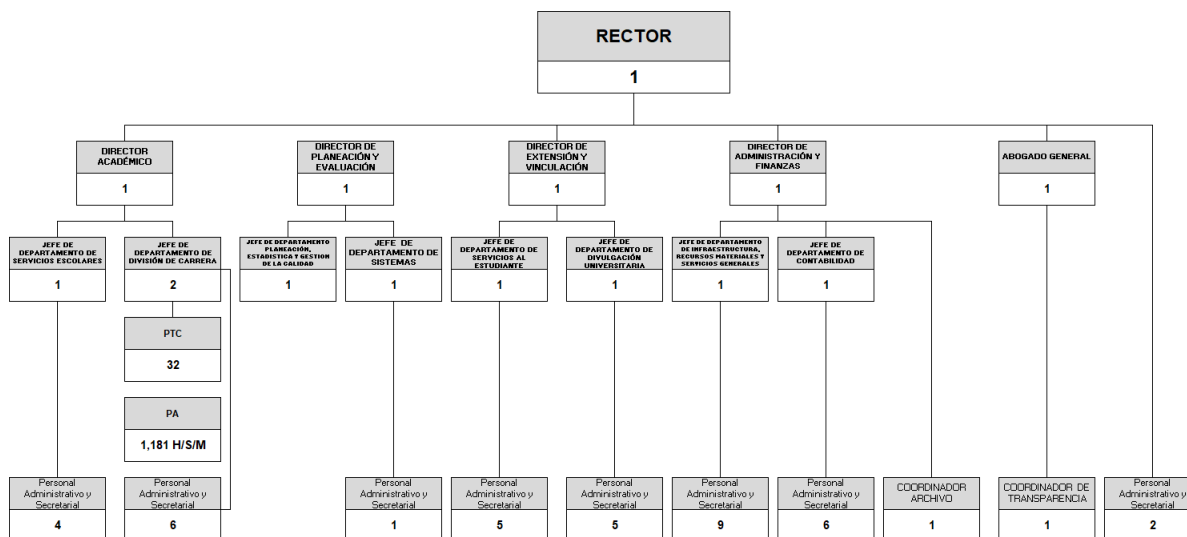 RECTOR
1
DIRECTOR
ACADÉMICO
1
DIRECTOR DE
PLANEACIÓN Y
EVALUACIÓN
1
DIRECTOR DE
EXTENSIÓN Y
VINCULACIÓN
1
DIRECTOR DE
ADMINISTRACIÓN Y
FINANZAS
1
ABOGADO GENERAL
1
JEFE DE
DEPARTAMENTO DE
SERVICIOS ESCOLARES
1
JEFE DE
DEPARTAMENTO DE
DIVISIÓN DE CARRERA
2
JEFE DE DEPARTAMENTO
PLANEACIÓN,
ESTADISTICA Y GESTION
DE LA CALIDAD
1
JEFE DE
DEPARTAMENTO DE
SISTEMAS
1
JEFE DE
DEPARTAMENTO DE
SERVICIOS AL
ESTUDIANTE
1
JEFE DE
DEPARTAMENTO DE
DIVULGACIÓN
UNIVERSITARIA
1
JEFE DE DEPARTAMENTO
DE INFRAESTRUCTURA,
RECURSOS MATERIALES Y
SERVICIOS GENERALES
1
JEFE DE
DEPARTAMENTO DE
CONTABILIDAD
1
PTC
32
PA
1,181 H/S/M
Personal
Administrativo y
Secretarial
4
Personal
Administrativo y
Secretarial
6
Personal
Administrativo y
Secretarial
1
Personal
Administrativo y
Secretarial
5
Personal
Administrativo y
Secretarial
5
Personal
Administrativo y
Secretarial
9
Personal
Administrativo y
Secretarial
6
COORDINADOR
ARCHIVO
1
COORDINADOR DE
TRANSPARENCIA
1
Personal
Administrativo y
Secretarial
2